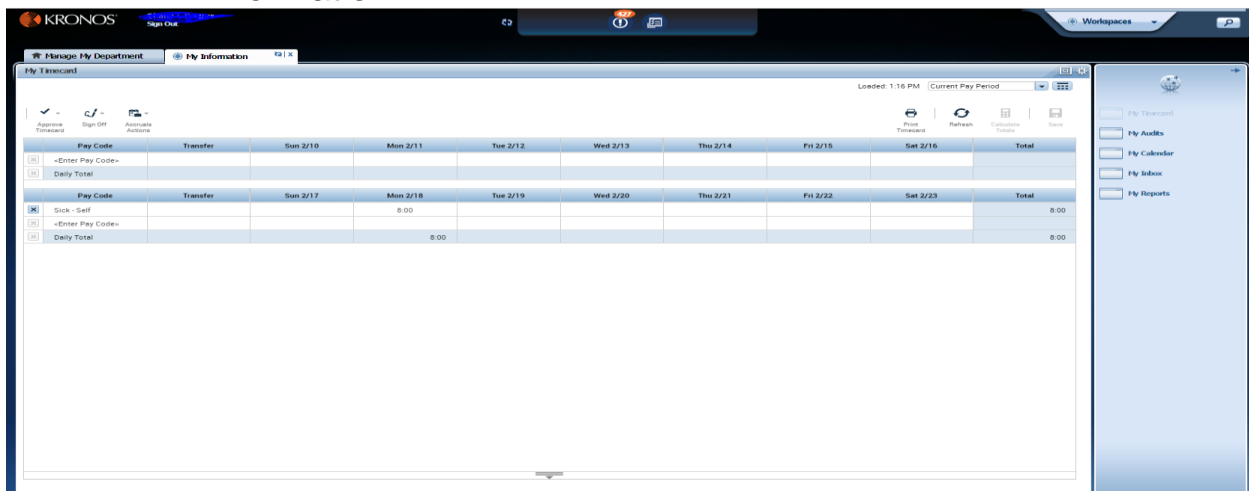 KRONOS
Sign Out
427
Workspaces
Manage My Department
My Information
My Timecard
Loaded: 1:16 PM Current Pay Period
Approve Timecard
Sign Off
Accruals Actions
Print Timecard
Refresh
Calculate Totals
Save
Pay Code Transfer Sun 2/10 Mon 2/11 Tue 2/12 Wed 2/13 Thu 2/14 Fri 2/15 Sat 2/16 Total
<Enter Pay Code>
Daily Total
Pay Code Transfer Sun 2/17 Mon 2/18 Tue 2/19 Wed 2/20 Thu 2/21 Fri 2/22 Sat 2/23 Total
Sick - Self 8:00 8:00
<Enter Pay Code>
Daily Total 8:00 8:00
My Timecard
My Audits
My Calendar
My Inbox
My Reports